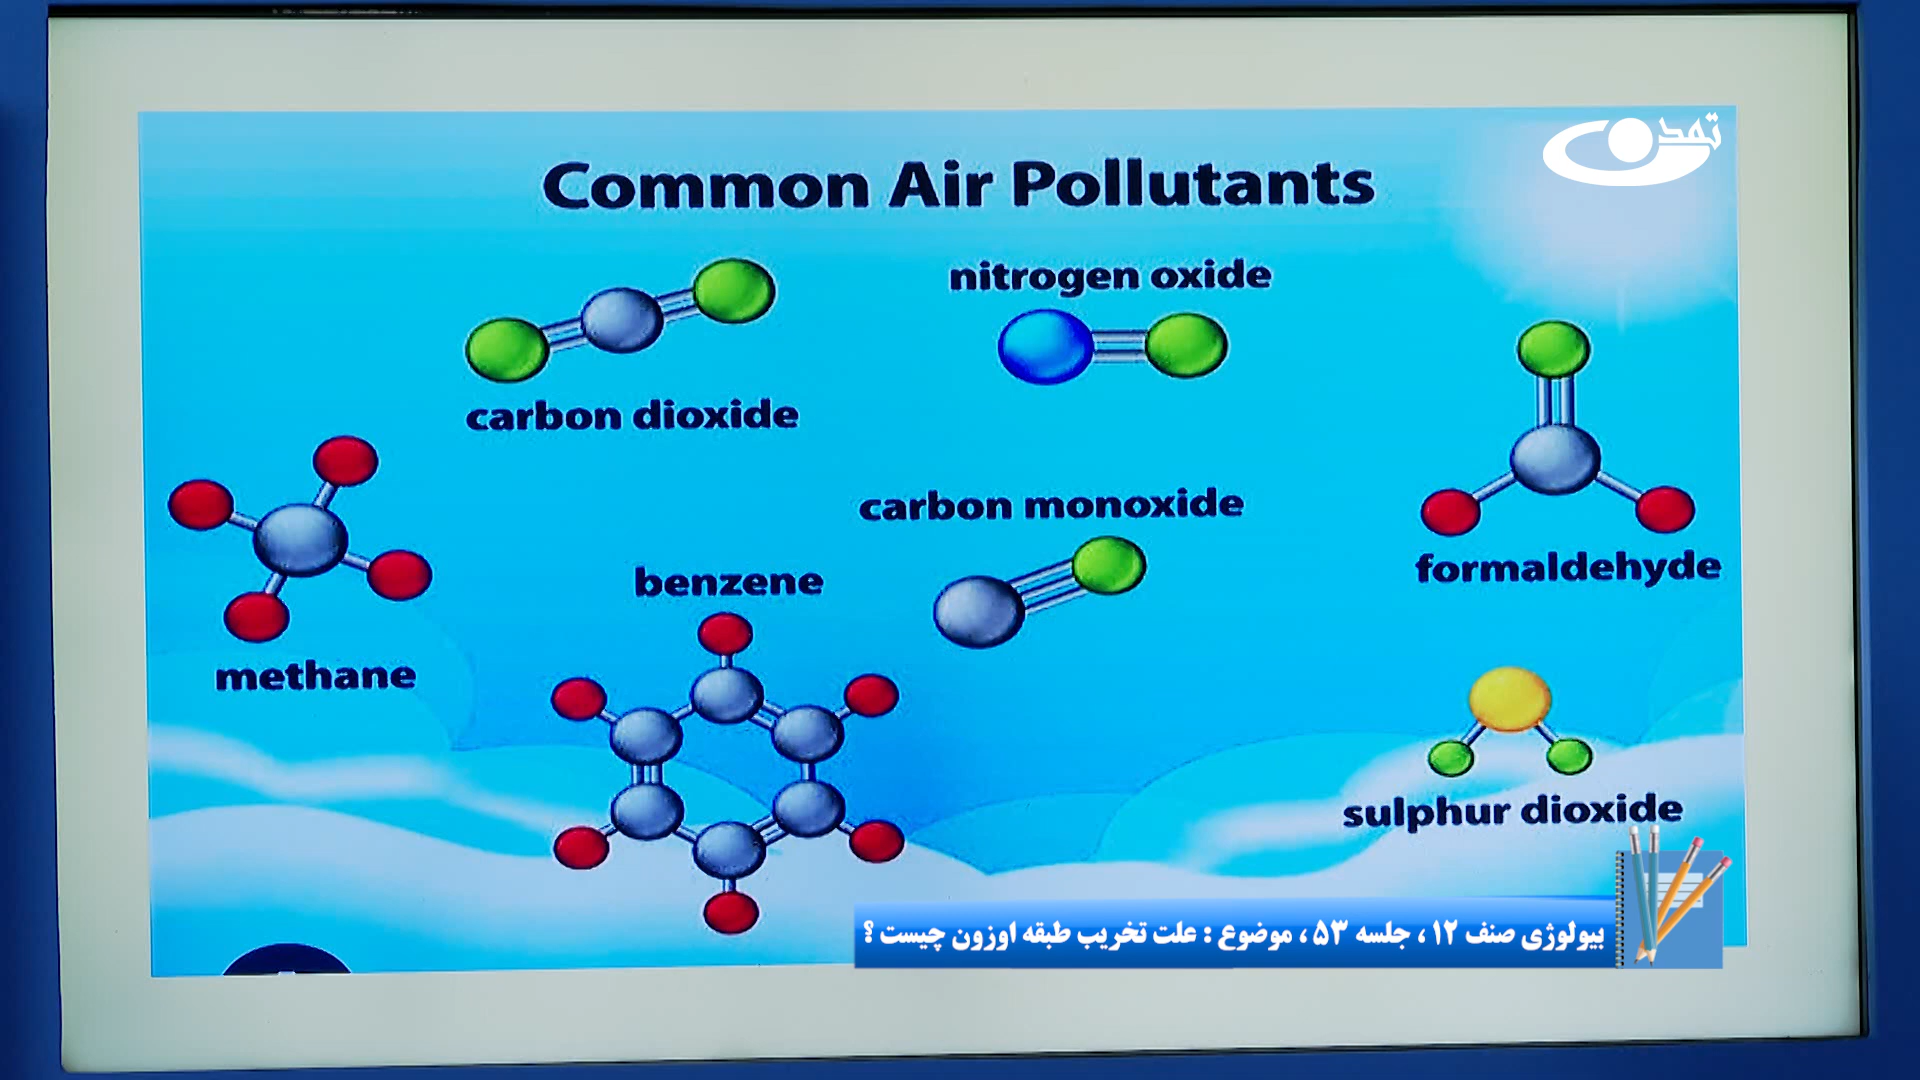 تمدن
Common Air Pollutants
nitrogen oxide
carbon dioxide
carbon monoxide
formaldehyde
benzene
methane
sulphur dioxide
بیولوژی صنف ۱۲ ، جلسه ۵۳ ، موضوع : علت تخریب طبقه اوزون چیست ؟